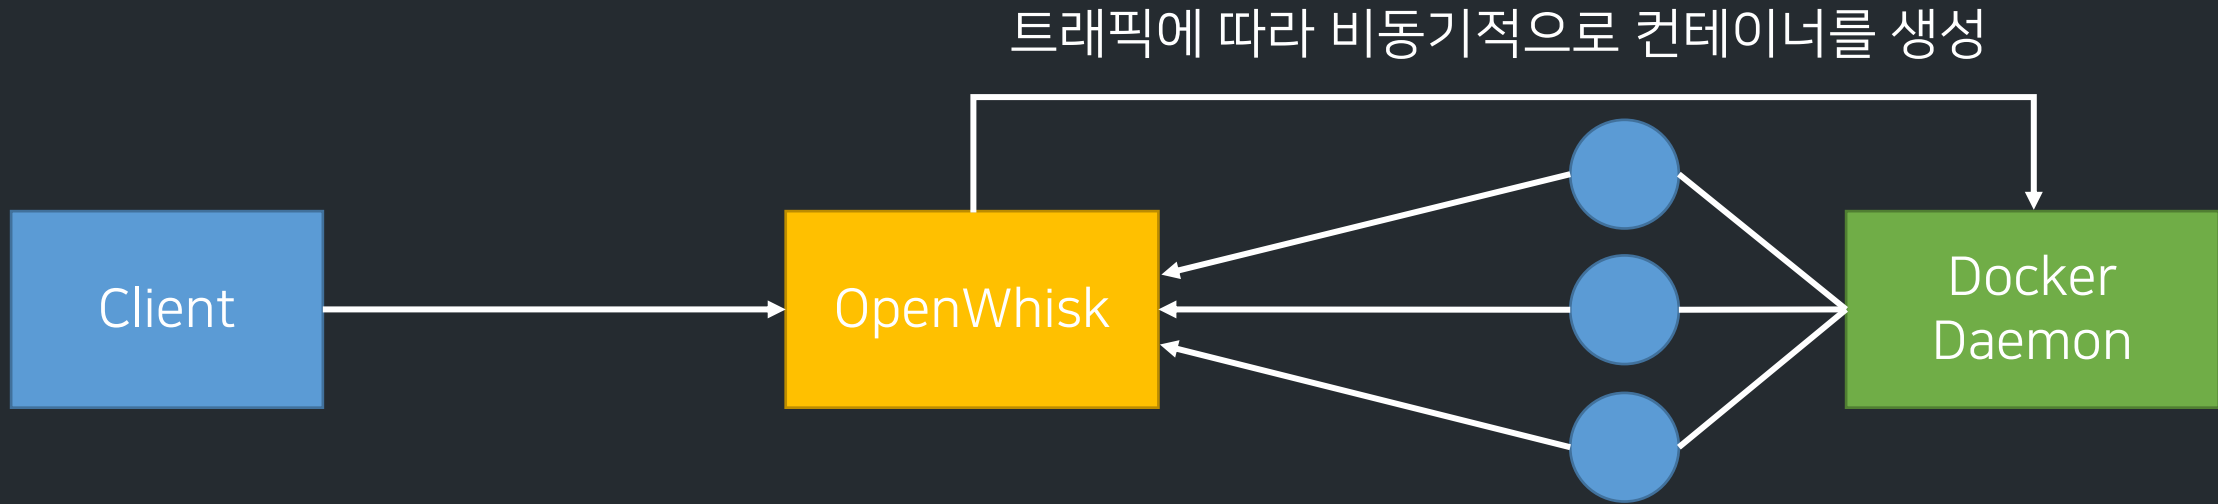 트래픽에 따라 비동기적으로 컨테이너를 생성
Client
OpenWhisk
Docker
Daemon